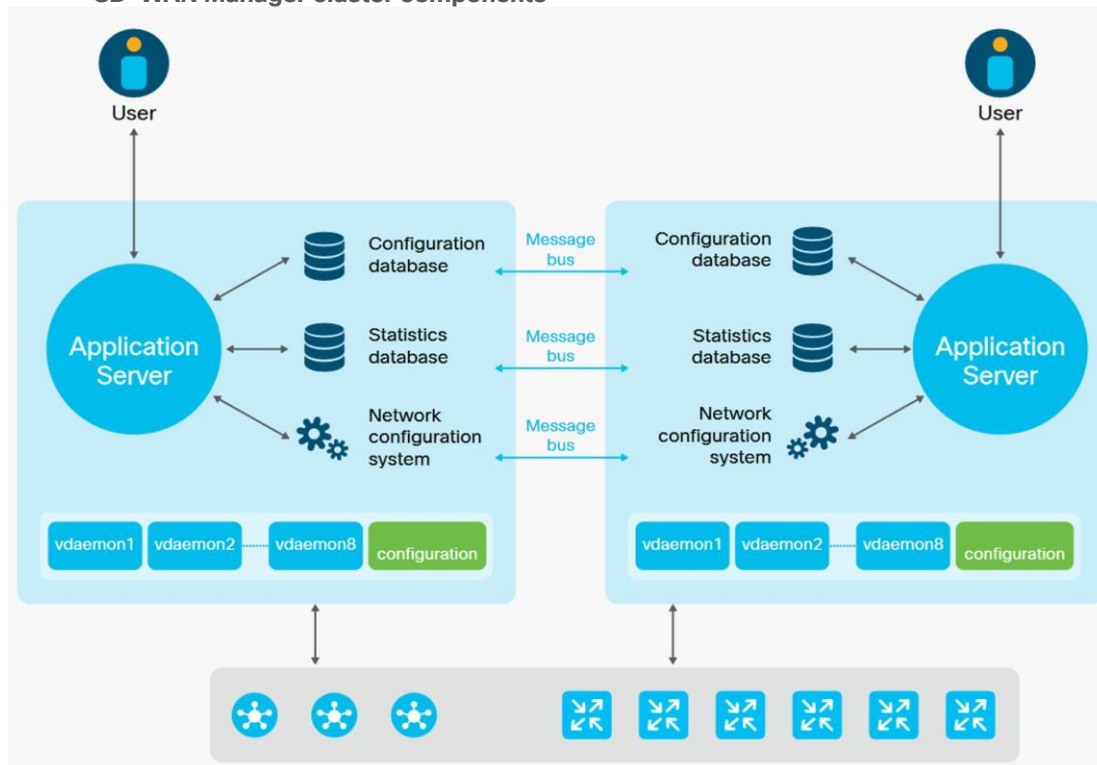 SD-WAN Manager cluster components
User
User
Configuration
database
Message
bus
Configuration
database
Application
Server
Statistics
database
Message
bus
Statistics
database
Application
Server
Network
configuration
system
Message
bus
Network
configuration
system
vdaemon1 vdaemon2 vdaemon8 configuration
vdaemon1 vdaemon2 vdaemon8 configuration